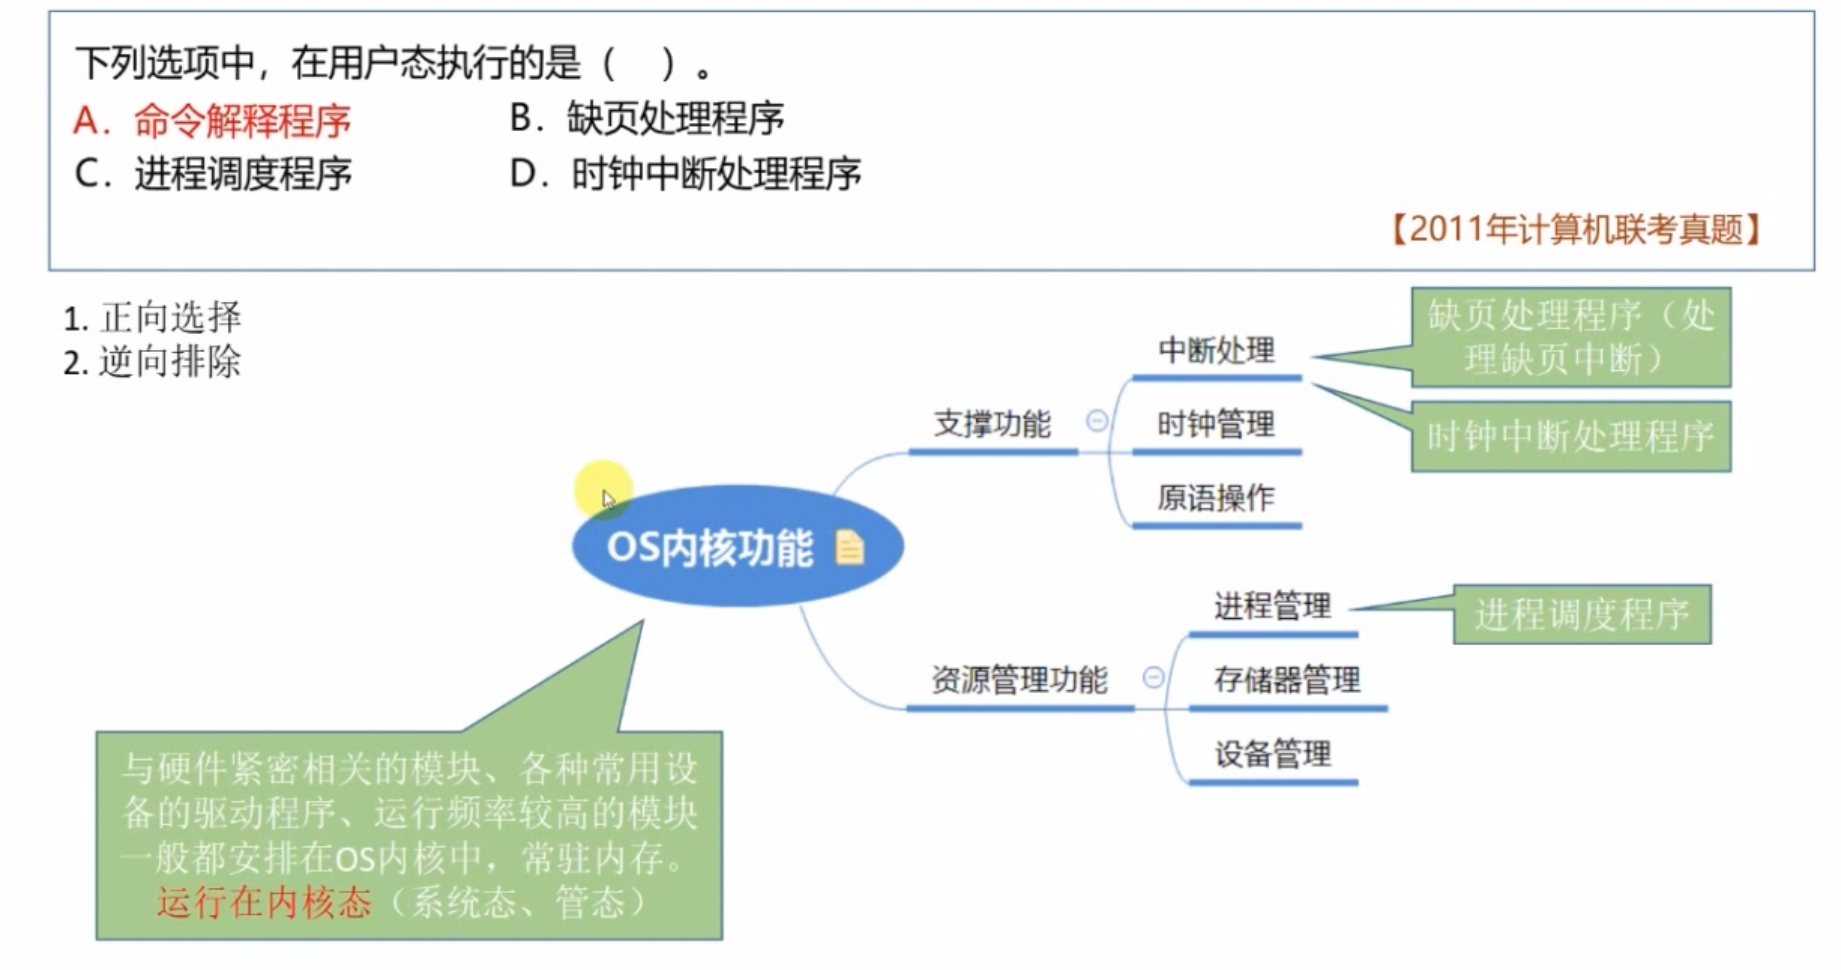 下列选项中，在用户态执行的是（ ）。
A. 命令解释程序
B. 缺页处理程序
C. 进程调度程序
D. 时钟中断处理程序
【2011年计算机联考真题】
1. 正向选择
2. 逆向排除
OS内核功能
支撑功能
中断处理
时钟管理
原语操作
缺页处理程序（处
理缺页中断）
时钟中断处理程序
资源管理功能
进程管理
存储器管理
设备管理
进程调度程序
与硬件紧密相关的模块、各种常用设
备的驱动程序、运行频率较高的模块
一般都安排在OS内核中，常驻内存。
运行在内核态（系统态、管态）